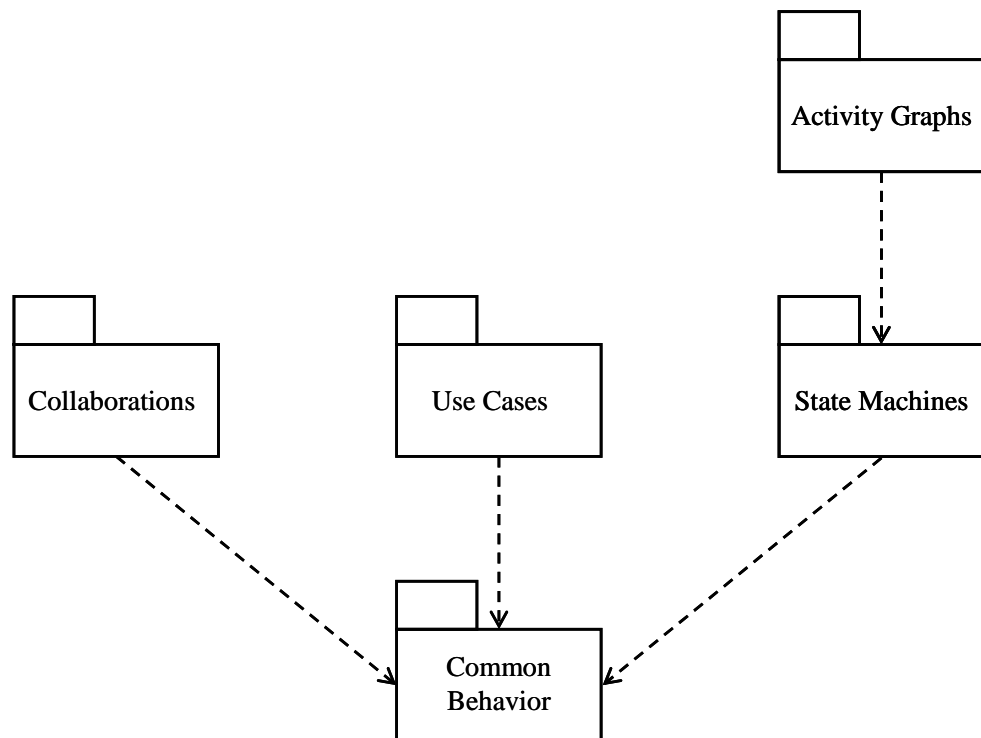 Activity Graphs
Collaborations
Use Cases
State Machines
Common
Behavior